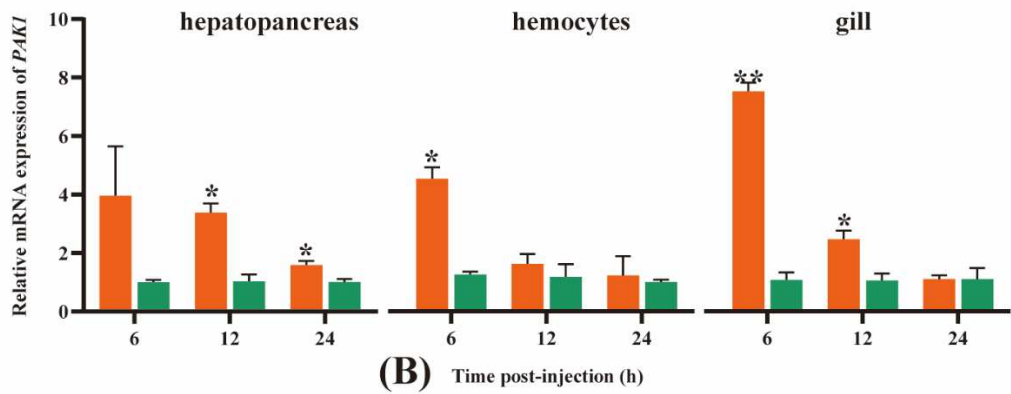 hepatopancreas hemocytes gill
Relative mRNA expression of PAK1
10
8
6
4
2
0
** 
* * * *
6 12 24 6 12 24 6 12 24
(B) Time post-injection (h)